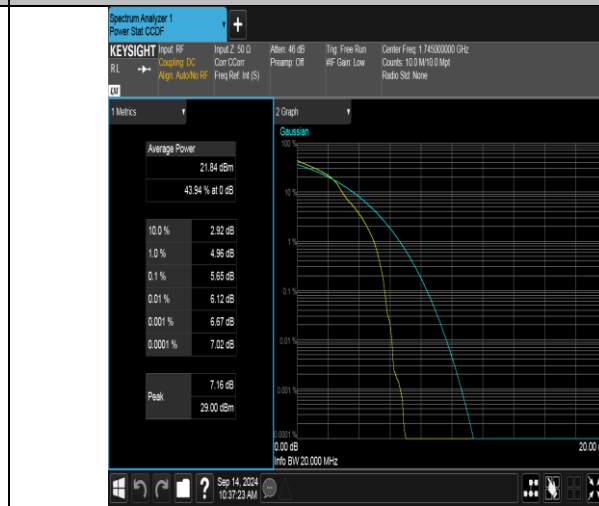 Spectrum Analyzer 1
Power Stat CCDF
+
KEYSIGHT
Input: RF
Coupling: DC
Align: Auto/No RF
Input Z: 50 Ω
Corr CCorr
Freq Ref: Int (S)
Atten: 46 dB
Preamp: Off
Trig: Free Run
#IF Gain: Low
Center Freq: 1.745000000 GHz
Counts: 10.0 M/10.0 Mpt
Radio Std: None
RL
LXI
1 Metrics
Average Power
21.84 dBm
43.94 % at 0 dB
10.0 % 2.92 dB
1.0 % 4.96 dB
0.1 % 5.65 dB
0.01 % 6.12 dB
0.001 % 6.67 dB
0.0001 % 7.02 dB
Peak
7.16 dB
29.00 dBm
2 Graph
Gaussian
100 %
10 %
1 %
0.1 %
0.01 %
0.001 %
0.0001 %
0.00 dB
20.00
Info BW 20.000 MHz
?
Sep 14, 2024
10:37:23 AM